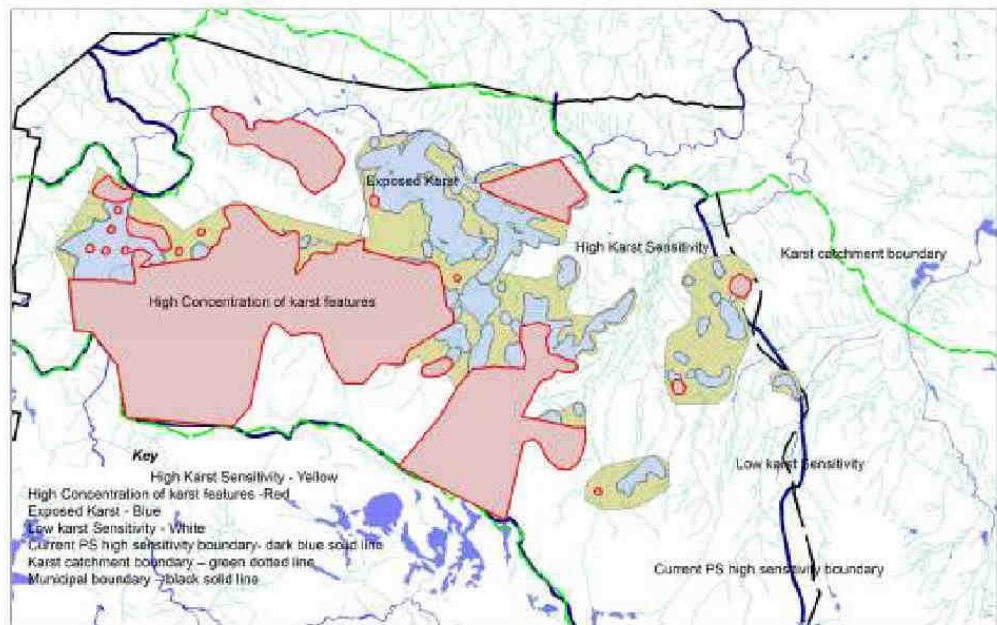 Exposed Karst
High Karst Sensitivity
Karst catchment boundary
High Concentration of karst features
Low karst Sensitivity
Current PS high sensitivity boundary
Key
High Karst Sensitivity - Yellow
High Concentration of karst features -Red
Exposed Karst - Blue
Low karst Sensitivity - White
Current PS high sensitivity boundary- dark blue solid line
Karst catchment boundary – green dotted line
Municipal boundary – black solid line